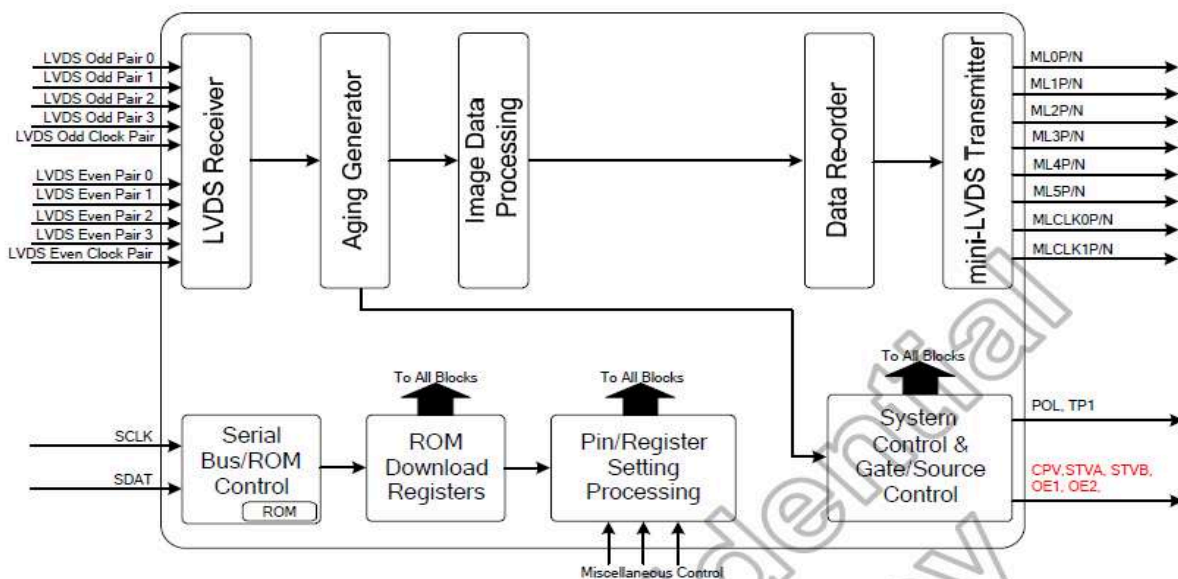 LVDS Odd Pair 0
LVDS Odd Pair 1
LVDS Odd Pair 2
LVDS Odd Pair 3
LVDS Odd Clock Pair
LVDS Even Pair 0
LVDS Even Pair 1
LVDS Even Pair 2
LVDS Even Pair 3
LVDS Even Clock Pair
LVDS Receiver
Aging Generator
Image Data
Processing
Data Re-order
mini-LVDS Transmitter
ML0P/N
ML1P/N
ML2P/N
ML3P/N
ML4P/N
ML5P/N
MLCLK0P/N
MLCLK1P/N
SCLK
SDAT
Serial
Bus/ROM
Control
ROM
To All Blocks
ROM
Download
Registers
To All Blocks
Pin/Register
Setting
Processing
Miscellaneous Control
To All Blocks
System
Control &
Gate/Source
Control
POL, TP1
CPV,STVA, STVB,
OE1, OE2,